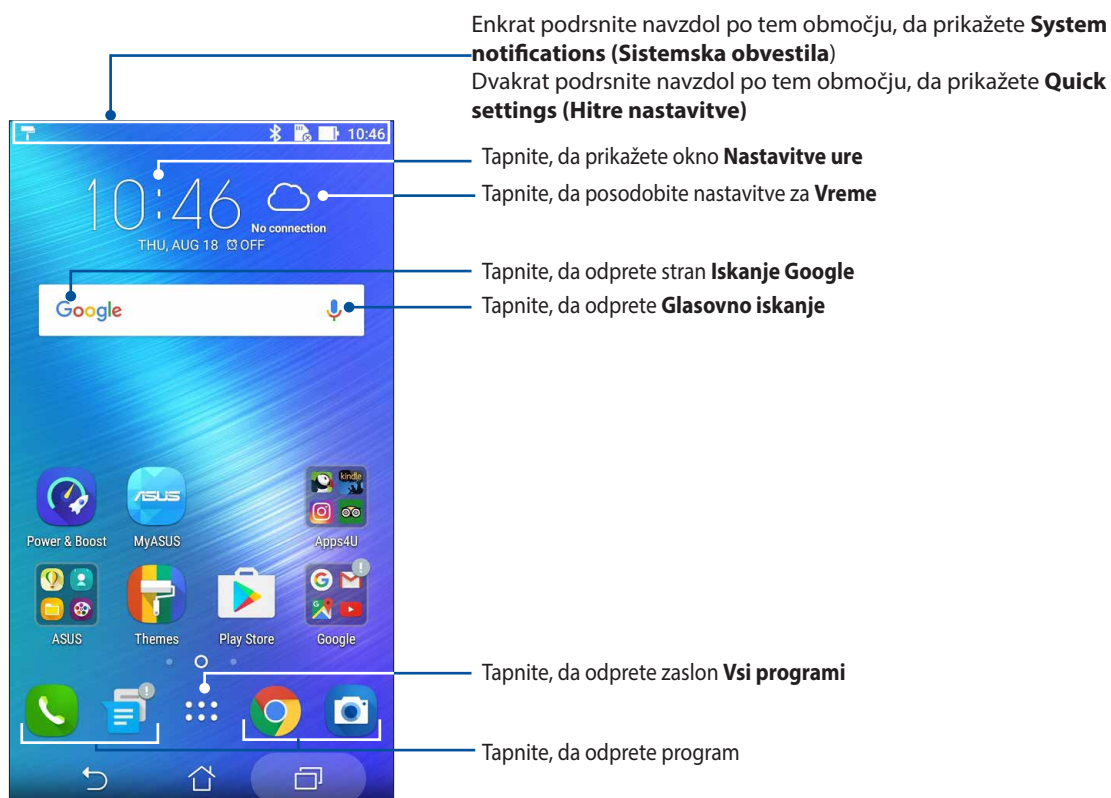 Enkrat podrsnite navzdol po tem območju, da prikažete System
notifications (Sistemska obvestila)
Dvakrat podrsnite navzdol po tem območju, da prikažete Quick
settings (Hitre nastavitve)
10:46
Tapnite, da prikažete okno Nastavitve ure
10:46
Tapnite, da posodobite nastavitve za Vreme
No connection
THU, AUG 18 OFF
Tapnite, da odprete stran Iskanje Google
Google
Tapnite, da odprete Glasovno iskanje
kindle
/SUS
Power & Boost MyASUS Apps4U
ASUS Themes Play Store Google
Tapnite, da odprete zaslon Vsi programi
Tapnite, da odprete program